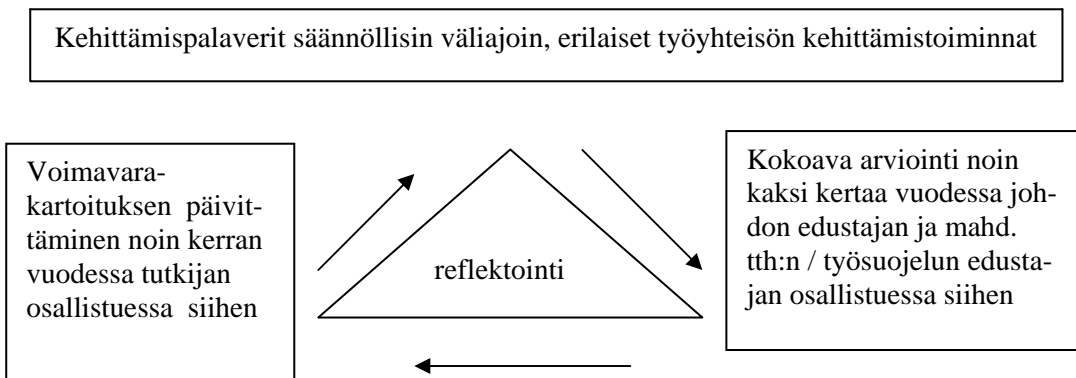 Kehittämispalaverit säännöllisin väliajoin, erilaiset työyhteisön kehittämistoiminnat
Voimavara-
kartoituksen päivit-
täminen noin kerran
vuodessa tutkijan
osallistuessa siihen
reflektointi
Kokoava arviointi noin
kaksi kertaa vuodessa joh-
don edustajan ja mahd.
tth:n / työsuojelun edusta-
jan osallistuessa siihen